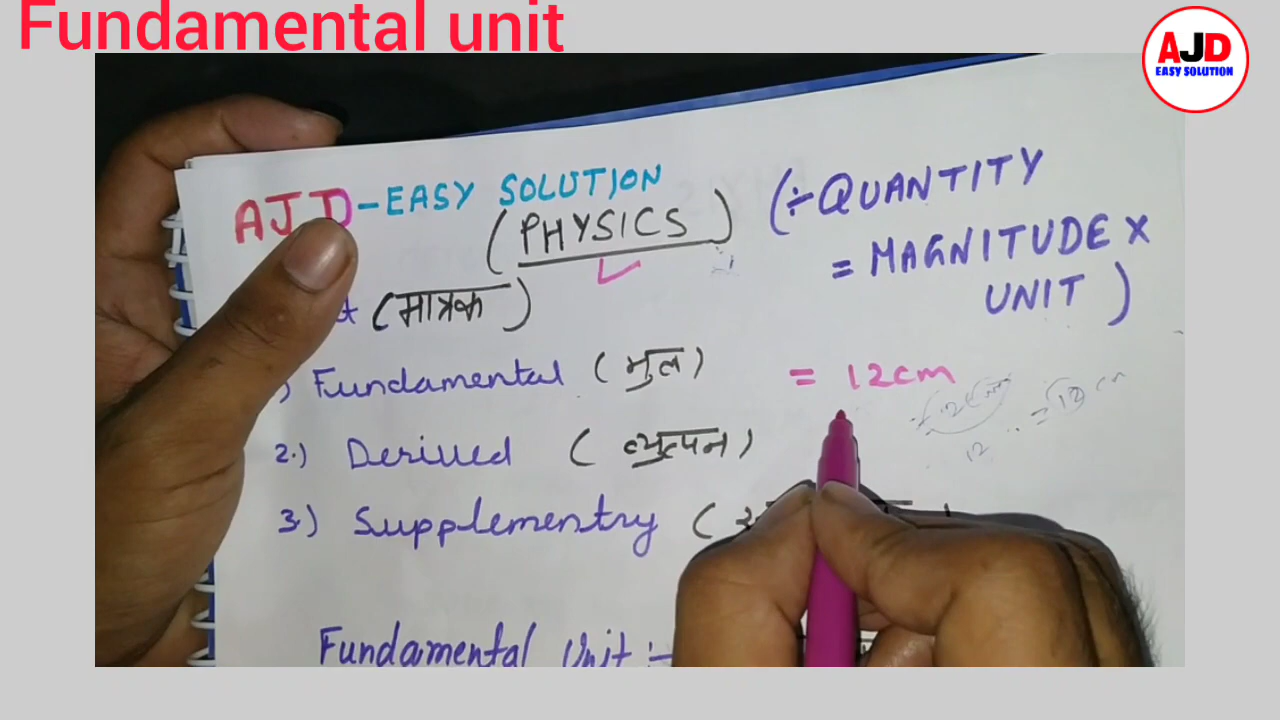 Fundamental unit
AJD
EASY SOLUTION
AJD-EASY SOLUTION
(PHYSICS)
(÷QUANTITY
= MAGNITUDE X
UNIT)
(मात्रक)
) Fundamental (मुल)
= 12cm
2.) Derived (व्युत्पन)
3.) Supplementry (
Fundamental Unit :-